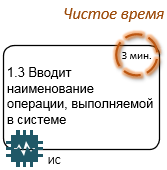 Чистое время
3 мин.
1.3 Вводит
наименование
операции, выполняемой
в системе
ИС